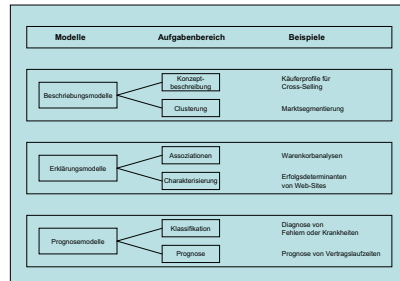 Modelle Aufgabenbereich Beispiele
Konzept-
beschreibung
Käuferprofile für
Cross-Selling
Beschreibungsmodelle
Clusterung
Marktsegmentierung
Assoziationen
Warenkorbanalysen
Erklärungsmodelle
Charakterisierung
Erfolgsdeterminanten
von Web-Sites
Klassifikation
Diagnose von
Fehlern oder Krankheiten
Prognosemodelle
Prognose
Prognose von Vertragslaufzeiten